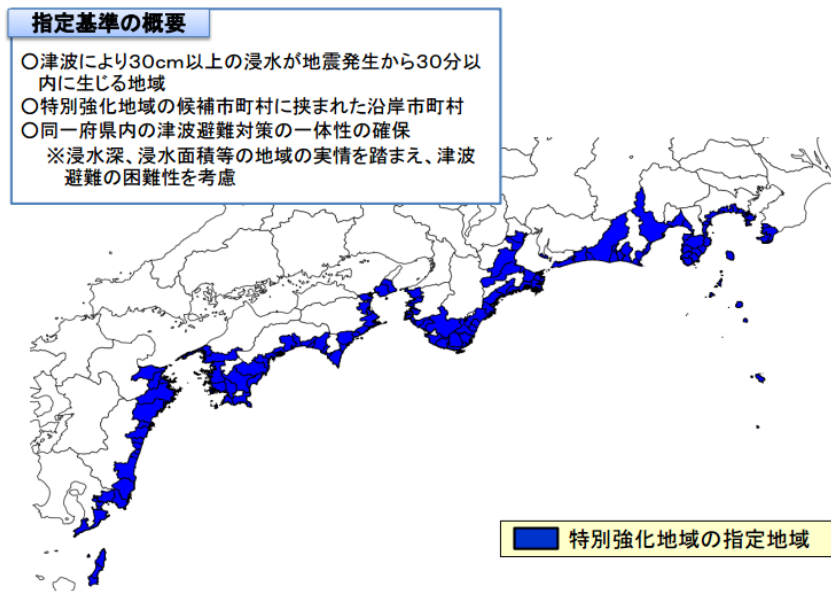 指定基準の概要
○津波により30cm以上の浸水が地震発生から30分以
内に生じる地域
○特別強化地域の候補市町村に挟まれた沿岸市町村
○同一府県内の津波避難対策の一体性の確保
※浸水深、浸水面積等の地域の実情を踏まえ、津波
避難の困難性を考慮
特別強化地域の指定地域